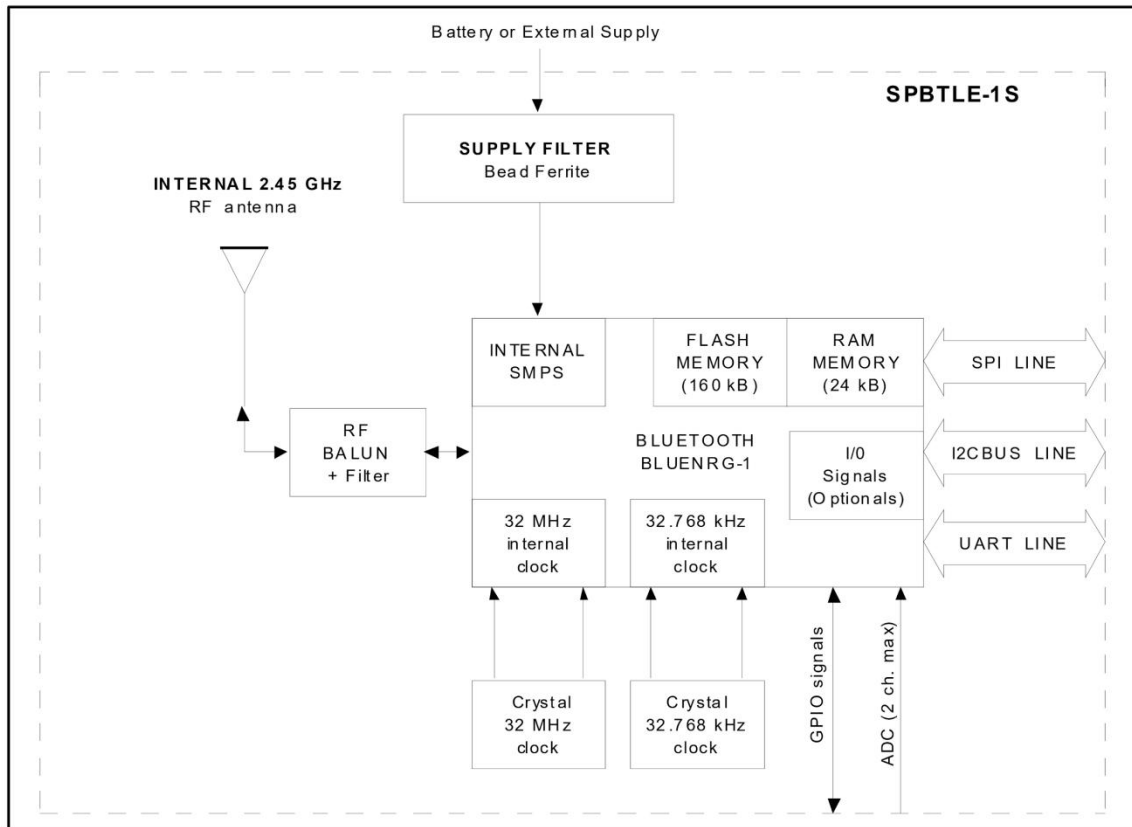 Battery or External Supply
SPBTLE-1S
SUPPLY FILTER
Bead Ferrite
INTERNAL 2.45 GHz
RF antenna
INTERNAL
SMPS
FLASH
MEMORY
(160 kB)
RAM
MEMORY
(24 kB)
SPI LINE
RF
BALUN
+ Filter
BLUETOOTH
BLUENRG-1
I/0
Signals
(Optionals)
I2CBUS LINE
32 MHz
internal
clock
32.768 kHz
internal
clock
UART LINE
Crystal
32 MHz
clock
Crystal
32.768 kHz
clock
GPIO signals
ADC (2 ch. max)